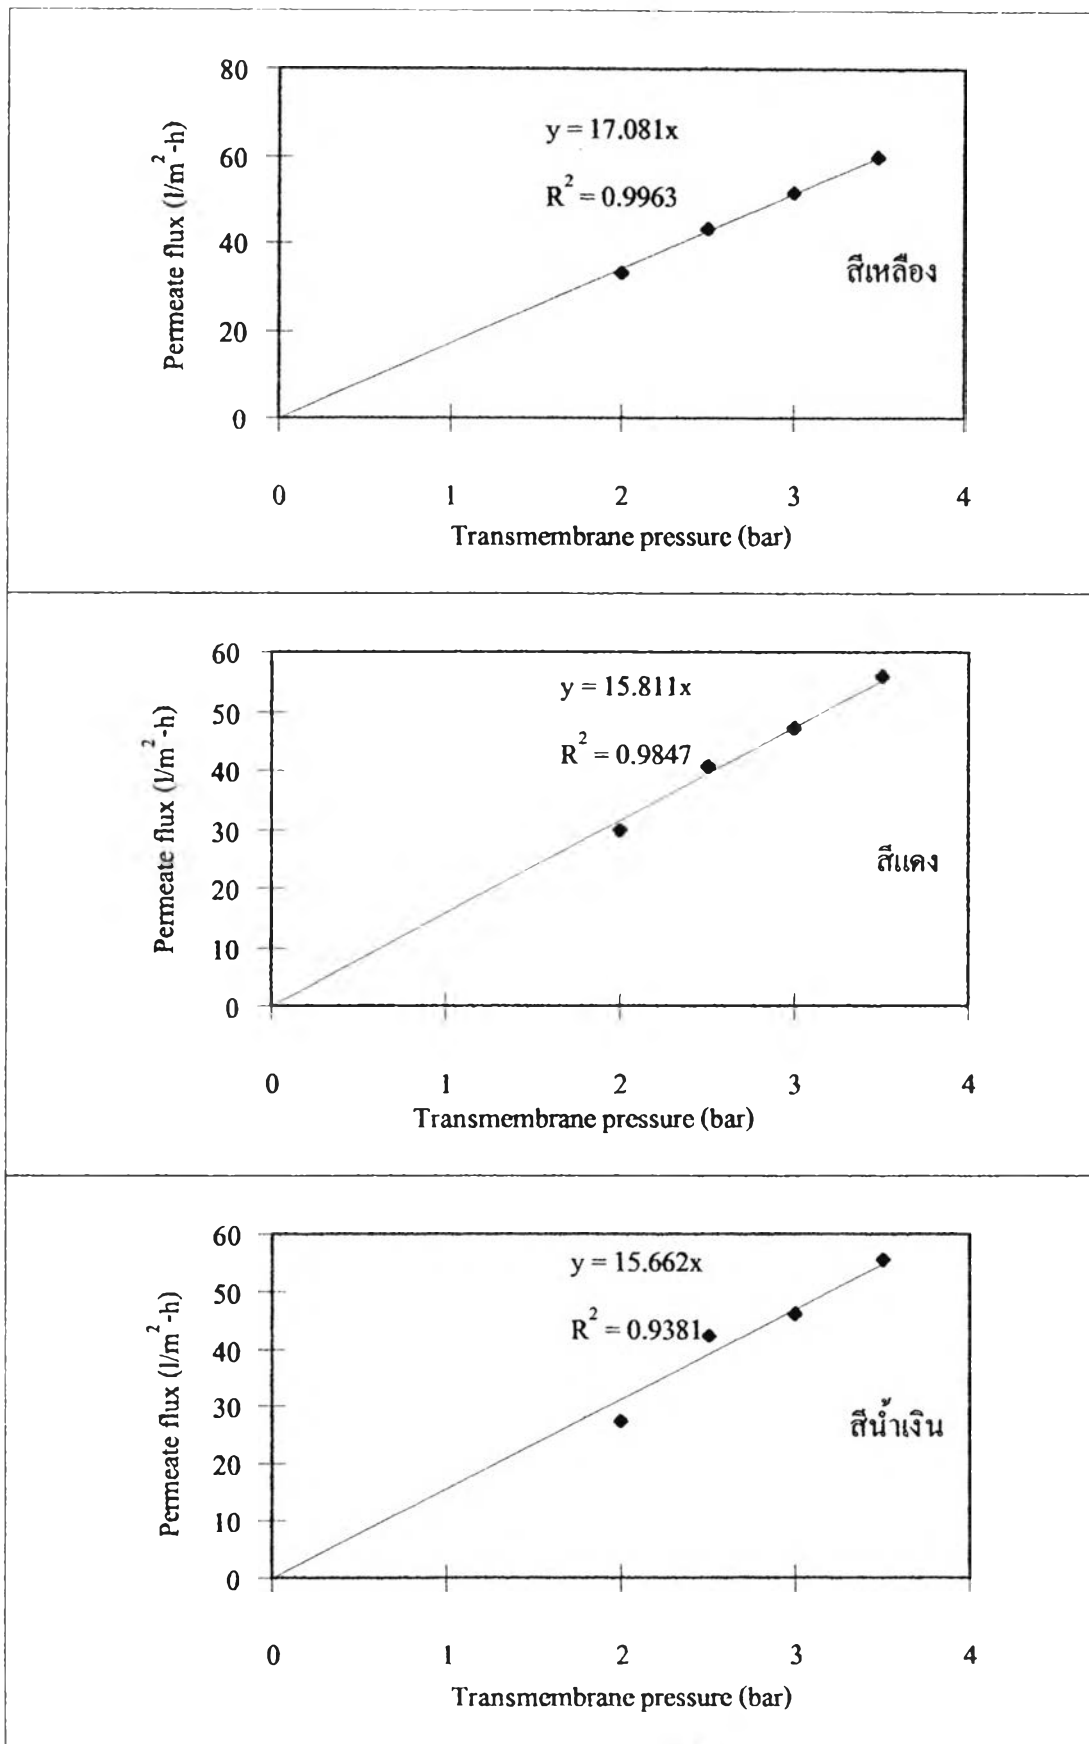 80
60
40
20
0
Permeate flux (l/m²-h)
y = 17.081x
R² = 0.9963
สีเหลือง
0 1 2 3 4
Transmembrane pressure (bar)
60
50
40
30
20
10
0
Permeate flux (l/m²-h)
y = 15.811x
R² = 0.9847
สีแดง
0 1 2 3 4
Transmembrane pressure (bar)
60
50
40
30
20
10
0
Permeate flux (l/m²-h)
y = 15.662x
R² = 0.9381
สีน้ำเงิน
0 1 2 3 4
Transmembrane pressure (bar)